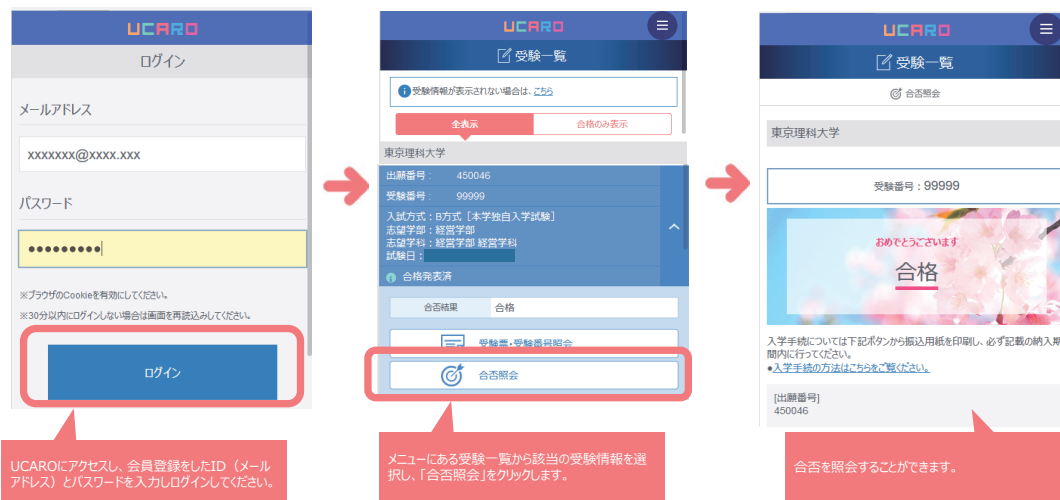 UCARO
ログイン
メールアドレス
xxxxxxx@xxxx.xxx
パスワード
●●●●●●●●●
※ブラウザのCookieを有効にしてください。
※30分以内にログインしない場合は画面を再読込みしてください。
ログイン
UCAROにアクセスし、会員登録をしたID（メール
アドレス）とパスワードを入力しログインしてください。
UCARO
受験一覧
受験情報が表示されない場合は、こちら
全表示
合格のみ表示
東京理科大学
出願番号： 450046
受験番号： 99999
入試方式：B方式［本学独自入学試験］
志望学部：経営学部
志望学科：経営学部 経営学科
試験日：
合格発表済
合否結果 合格
受験票・受験番号照会
合否照会
メニューにある受験一覧から該当の受験情報を選
択し、「合否照会」をクリックします。
UCARO
受験一覧
合否照会
東京理科大学
受験番号：99999
おめでとうございます
合格
入学手続については下記ボタンから振込用紙を印刷し、必ず記載の納入期
間内に行ってください。
●入学手続の方法はこちらをご覧ください。
[出願番号]
450046
合否を照会することができます。